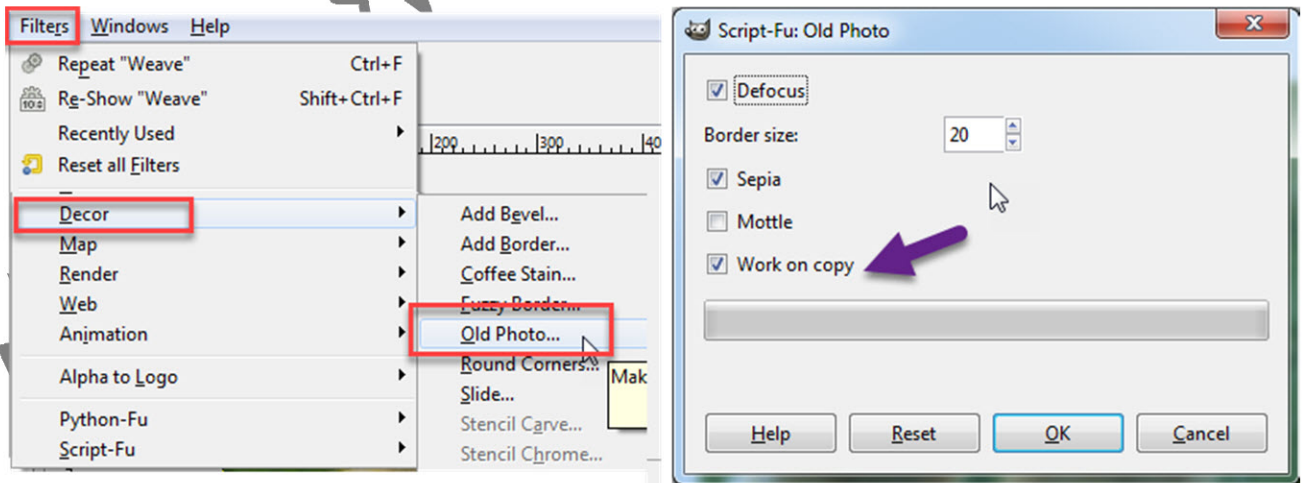 Filters Windows Help
Repeat "Weave" Ctrl+F
Re-Show "Weave" Shift+Ctrl+F
Recently Used
Reset all Filters
Decor
Map
Render
Web
Animation
Alpha to Logo
Python-Fu
Script-Fu
200 300
Add Bevel...
Add Border...
Coffee Stain...
Fuzzy Border...
Old Photo...
Round Corners...
Mak
Slide...
Stencil Carve...
Stencil Chrome...
Script-Fu: Old Photo
Defocus
Border size: 20
Sepia
Mottle
Work on copy
Help Reset OK Cancel